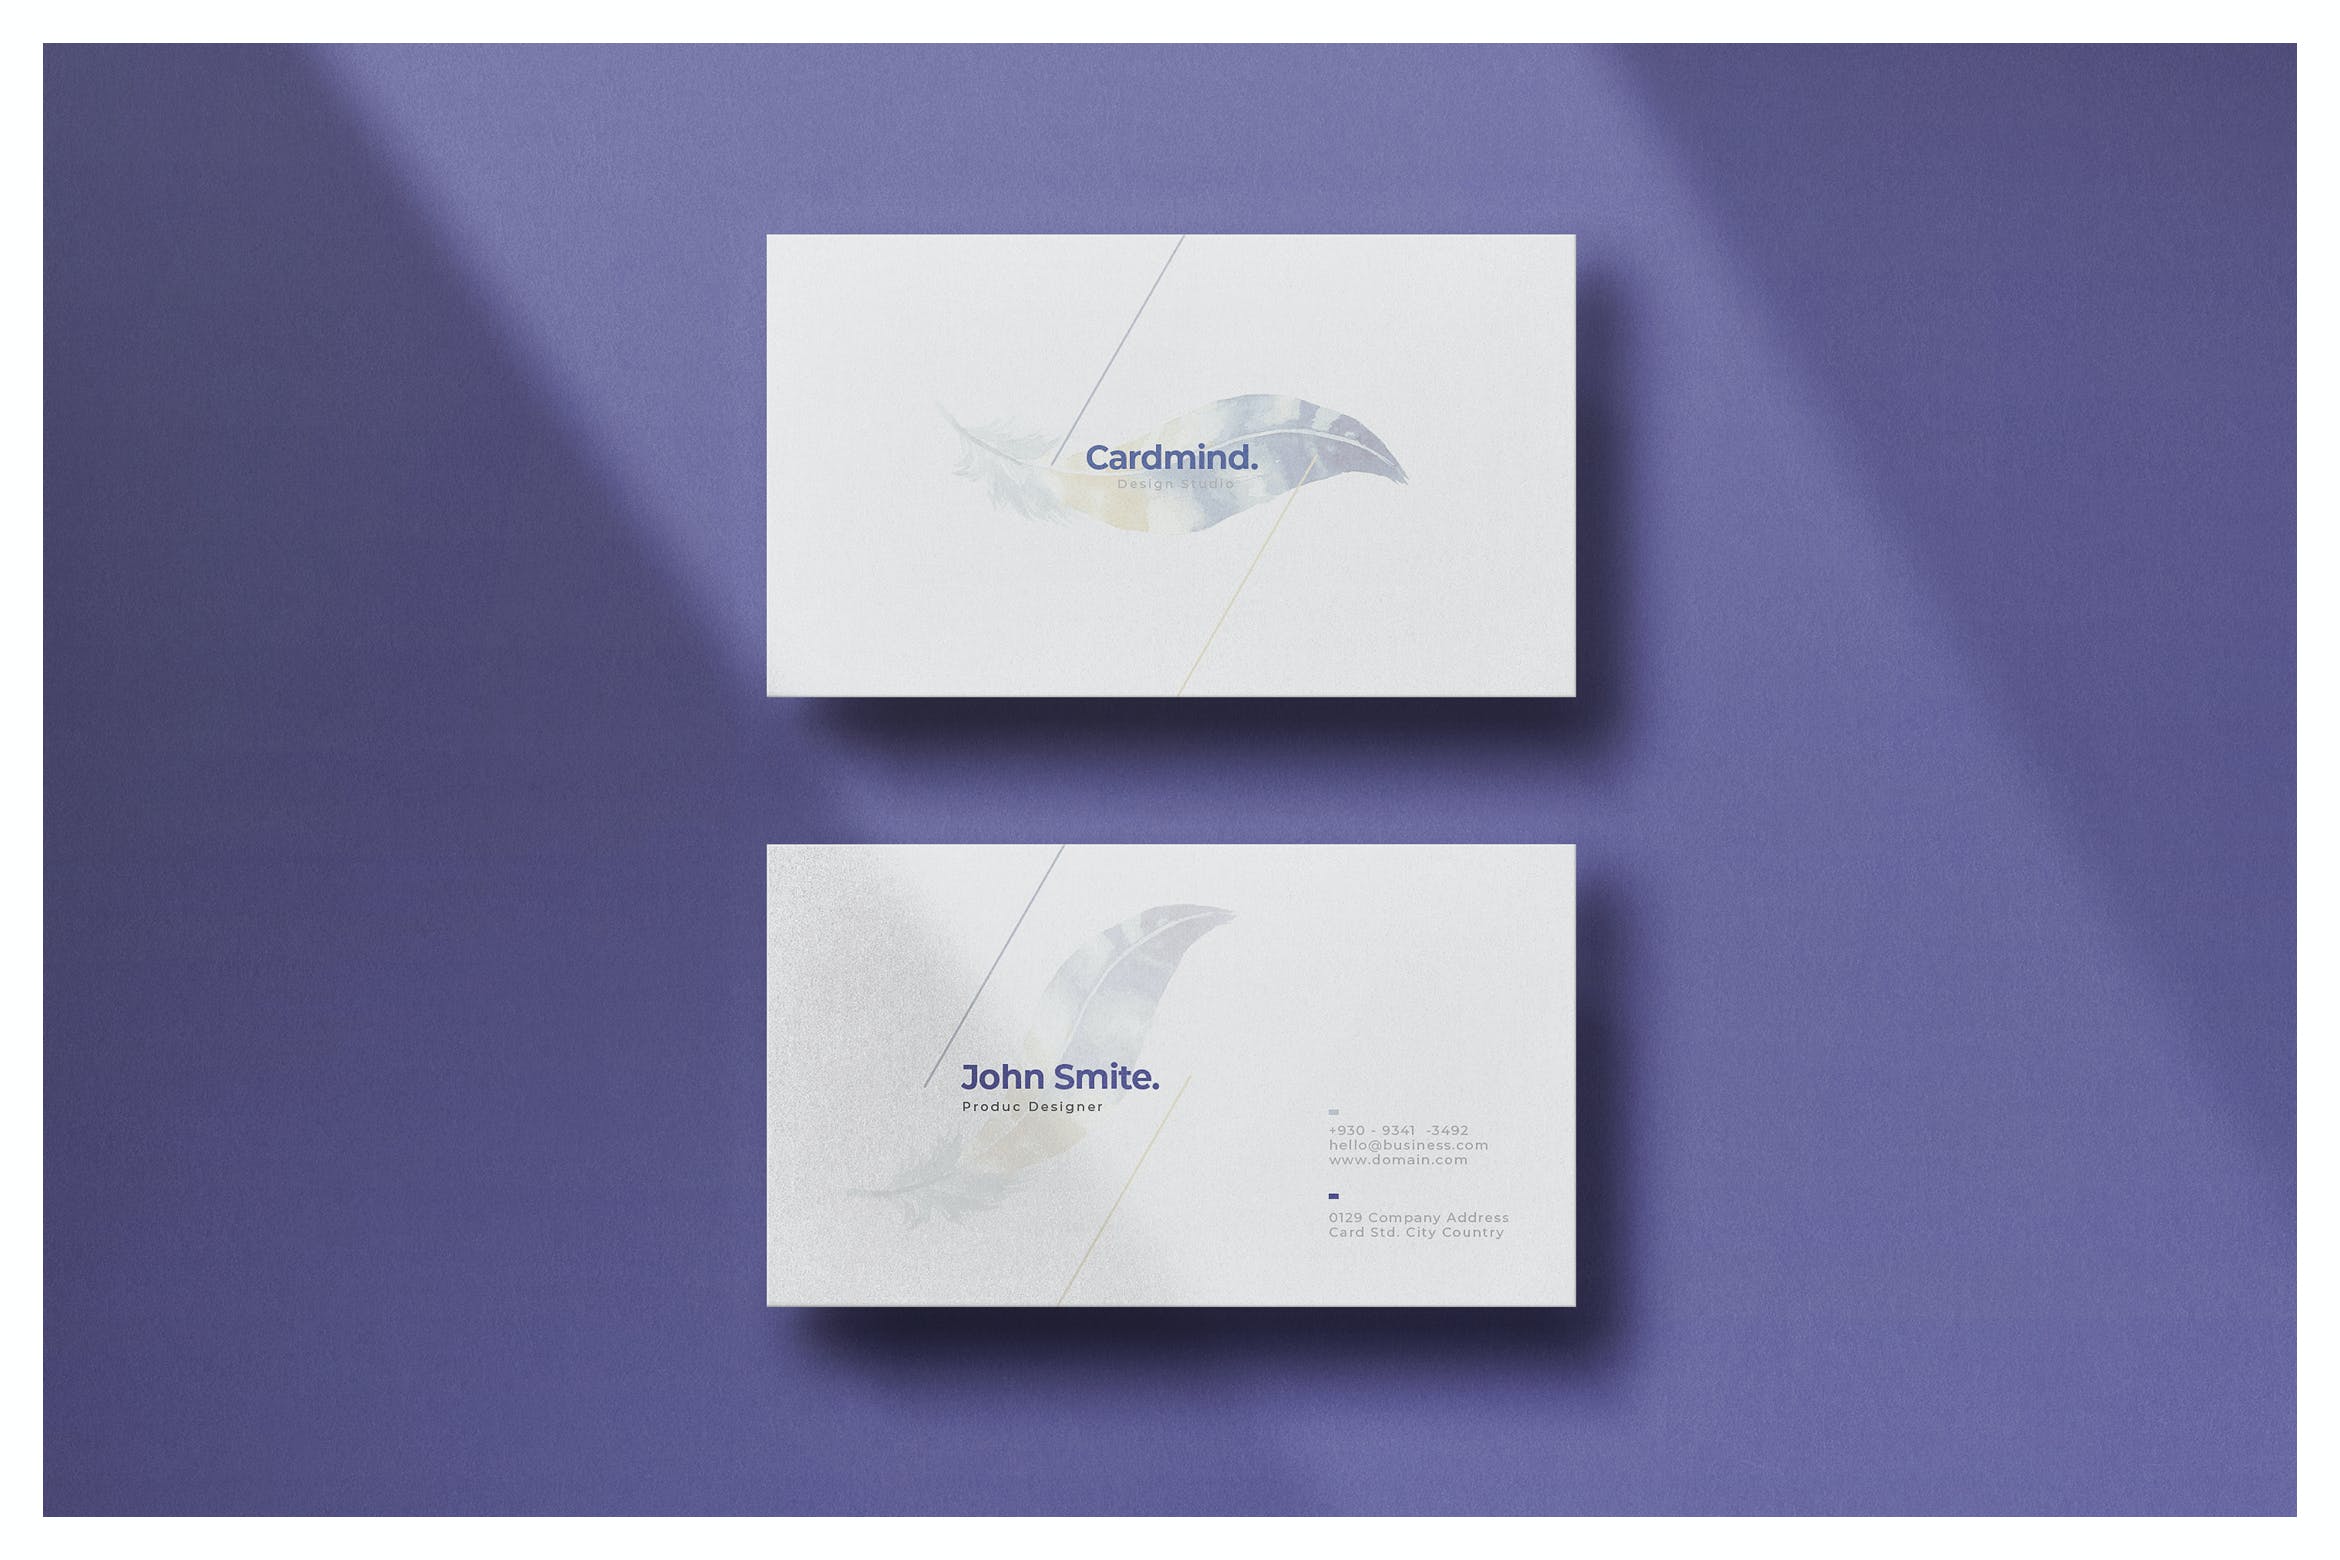 Cardmind.
Design Studio
John Smite.
Produc Designer
+930 - 9341  -3492
hello@business.com
www.domain.com
0129 Company Address
Card Std. City Country